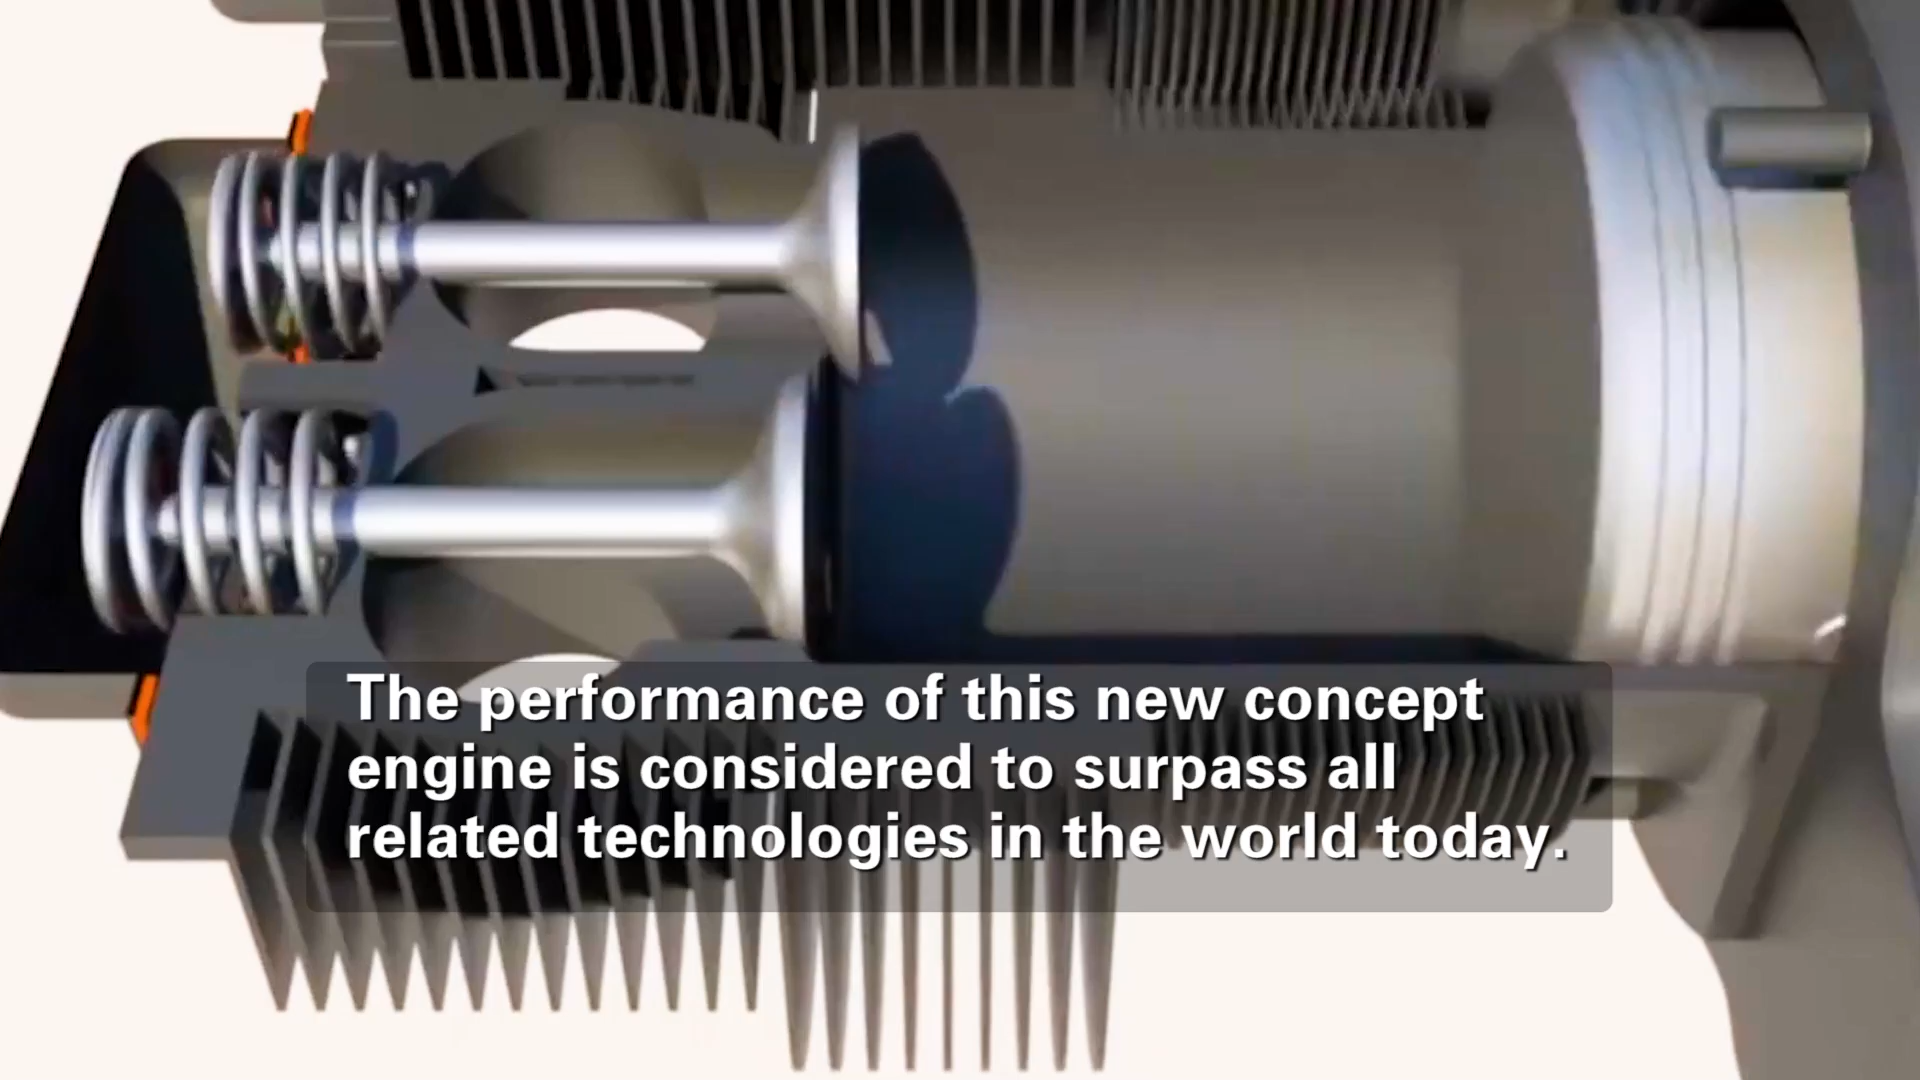 The performance of this new concept
engine is considered to surpass all
related technologies in the world today.